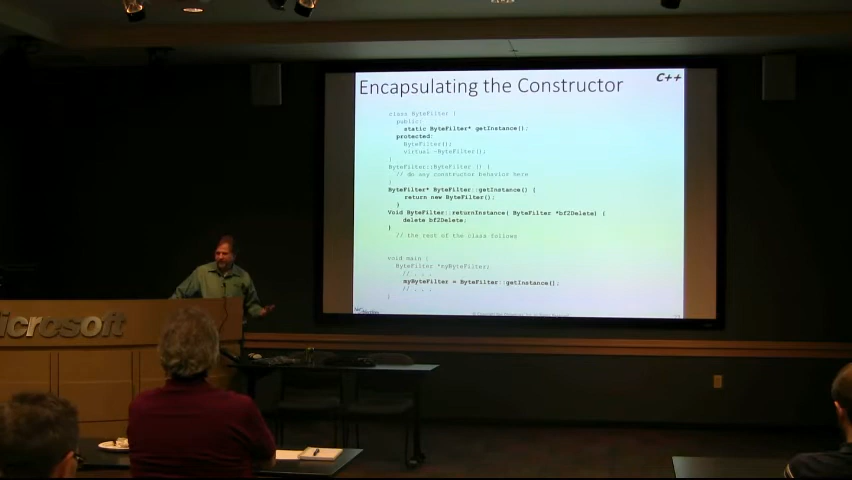 Encapsulating the Constructor
C++
class ByteFilter {
public:
static ByteFilter* getInstance();
protected:
ByteFilter();
virtual ~ByteFilter();
}
ByteFilter::ByteFilter () {
// do any constructor behavior here
}
ByteFilter* ByteFilter::getInstance() {
return new ByteFilter();
}
Void ByteFilter::returnInstance( ByteFilter *bf2Delete) {
delete bf2Delete;
}
// the rest of the class follows
void main {
ByteFilter *myByteFilter;
// . . .
myByteFilter = ByteFilter::getInstance();
// . . .
}
icrosoft